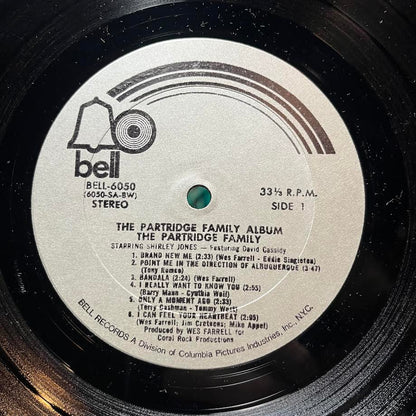 bell
BELL-6050
(6050-SA-BW)
STEREO
33⅓ R.P.M.
SIDE 1
THE PARTRIDGE FAMILY ALBUM
THE PARTRIDGE FAMILY
STARRING SHIRLEY JONES — Featuring David Cassidy
1. BRAND NEW ME (2:33) (Wes Farrell - Eddie Singleton)
2. POINT ME IN THE DIRECTION OF ALBUQUERQUE (3:47)
(Tony Romeo)
3. BANDALA (2:22) (Wes Farrell)
4. I REALLY WANT TO KNOW YOU (2:55)
(Barry Mann - Cynthia Weil)
5. ONLY A MOMENT AGO (2:33)
(Terry Cashman - Tommy West)
6. I CAN FEEL YOUR HEARTBEAT (2:05)
(Wes Farrell; Jim Cretecos; Mike Appel)
Produced by WES FARRELL for
Coral Rock Productions
BELL RECORDS A Division of Columbia Pictures Industries, Inc., N.Y.C.